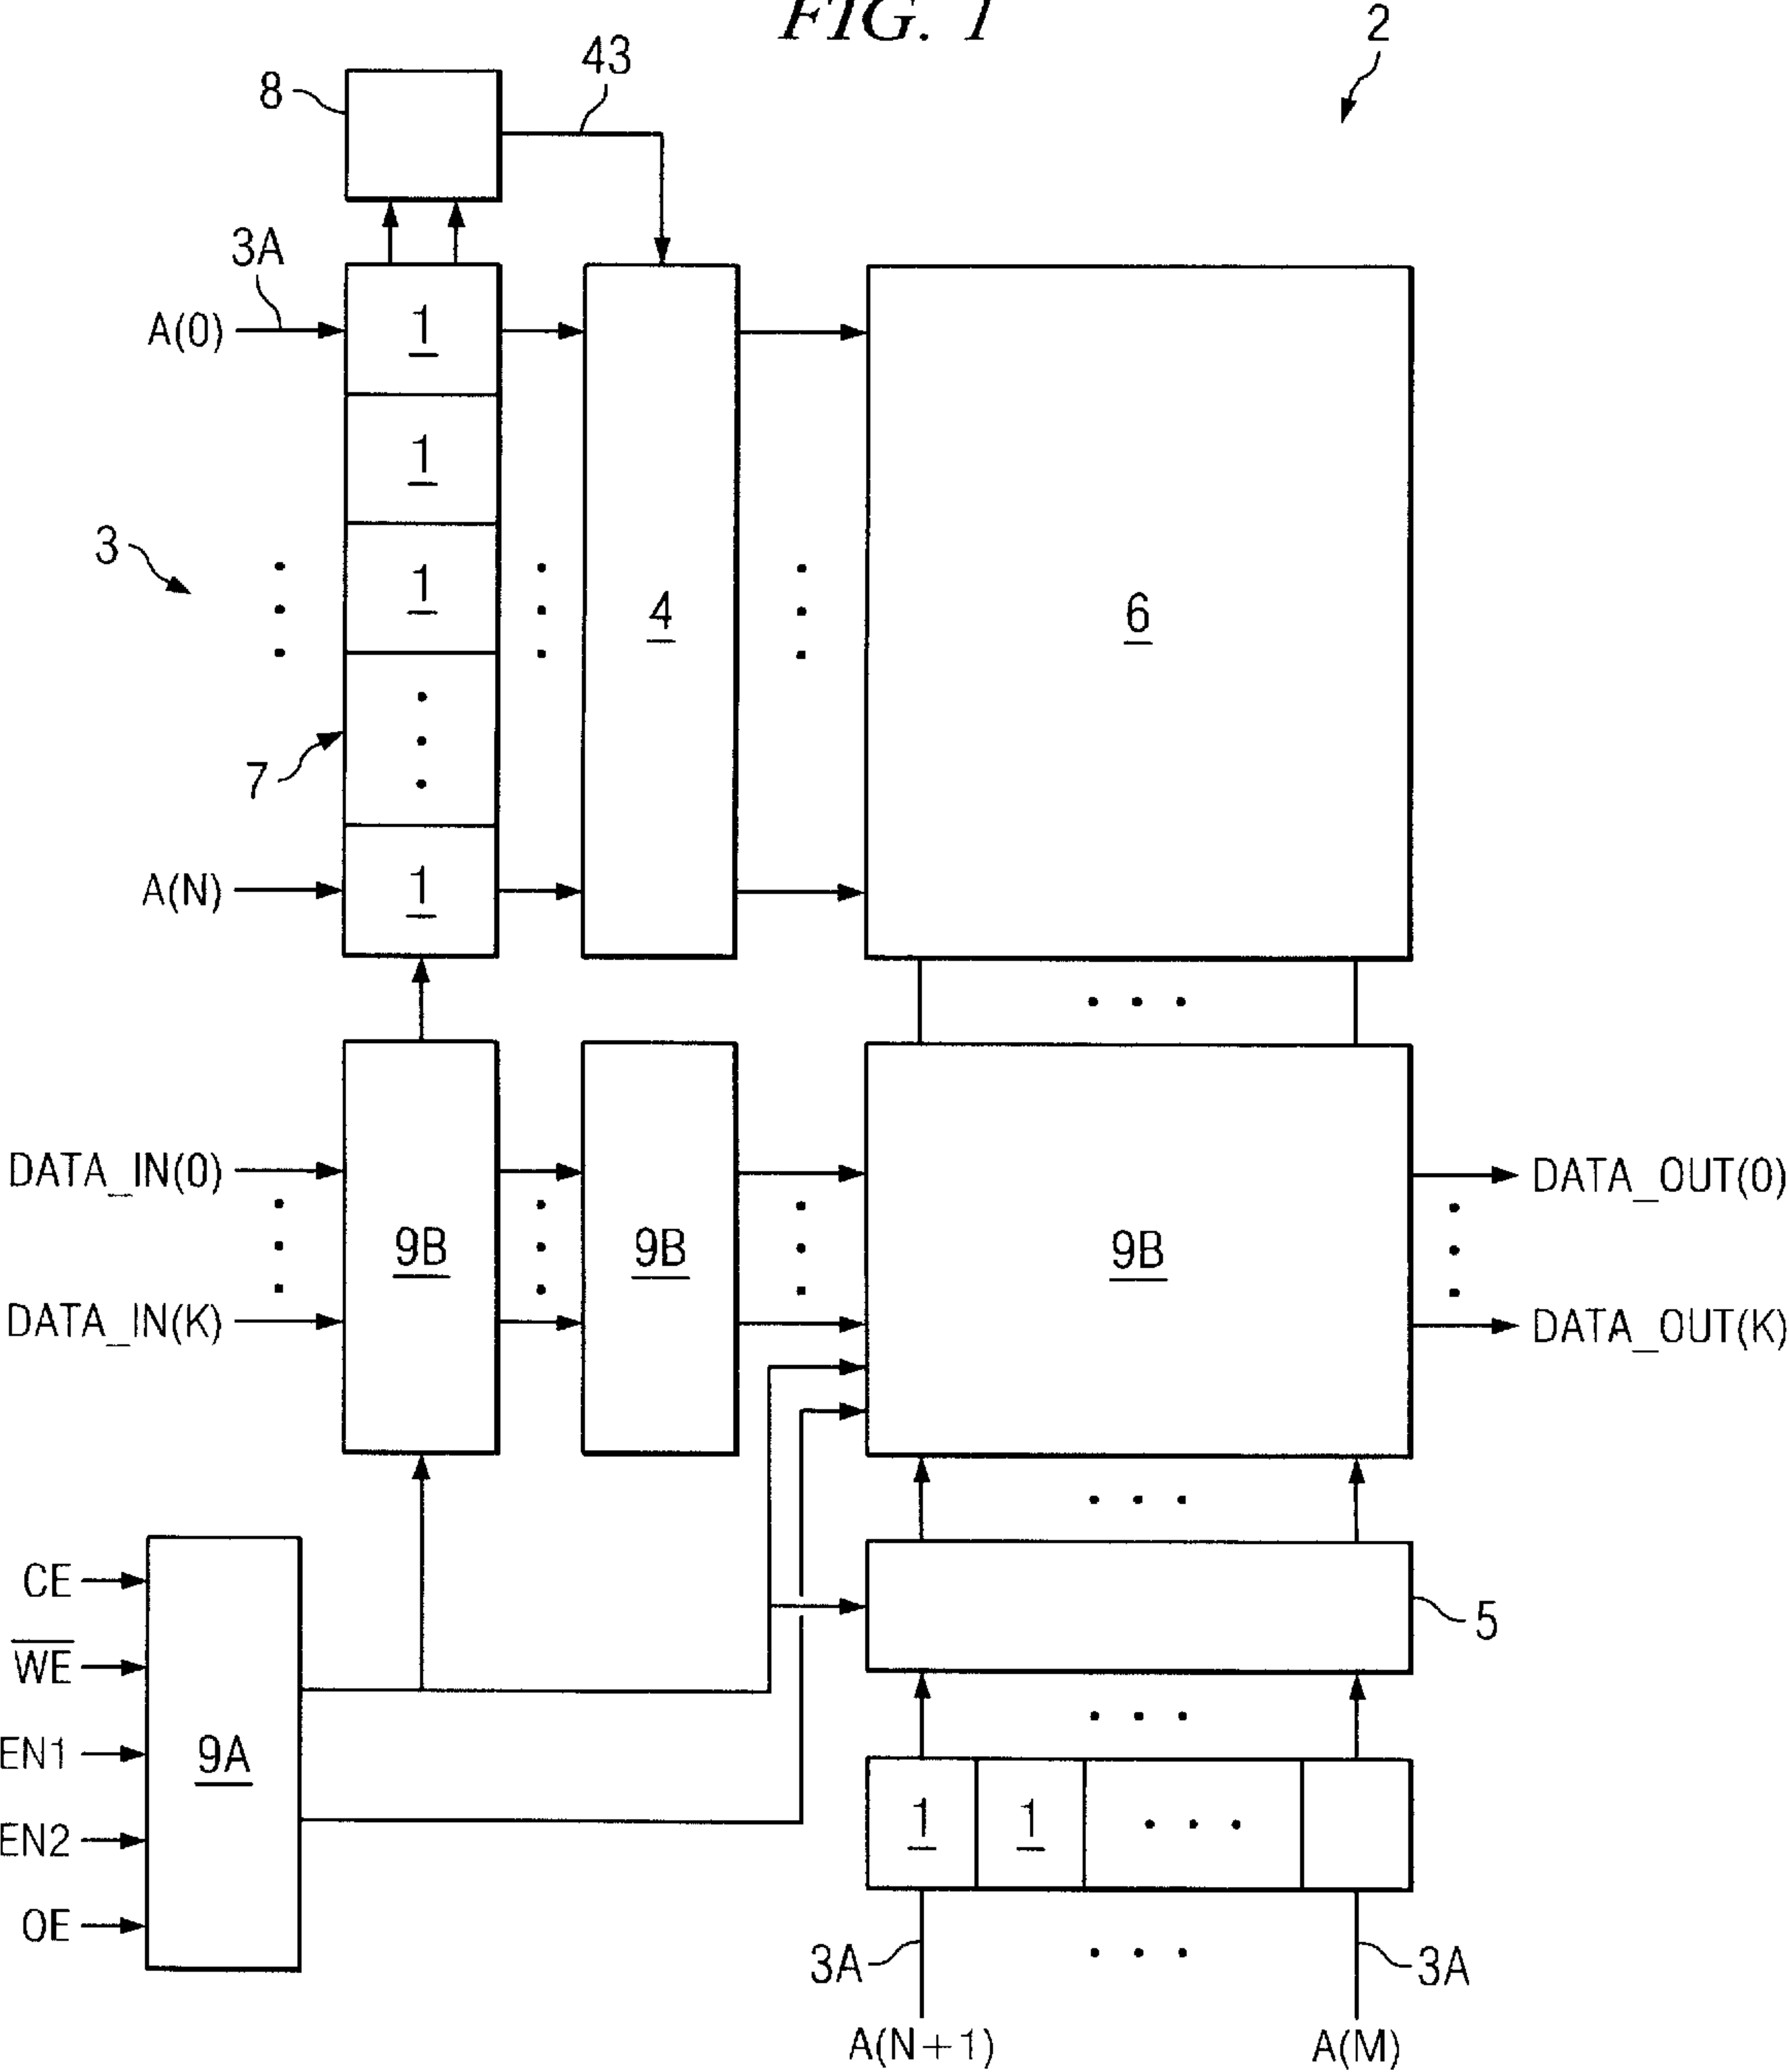 FIG. 1
2
43
8
3A
A(0)
1
1
3
1
4
6
7
A(N)
1
DATA_IN(0)
DATA_OUT(0)
9B
9B
9B
DATA_IN(K)
DATA_OUT(K)
CE
5
WE
EN1
9A
1
1
EN2
OE
3A
3A
A(N+1)
A(M)